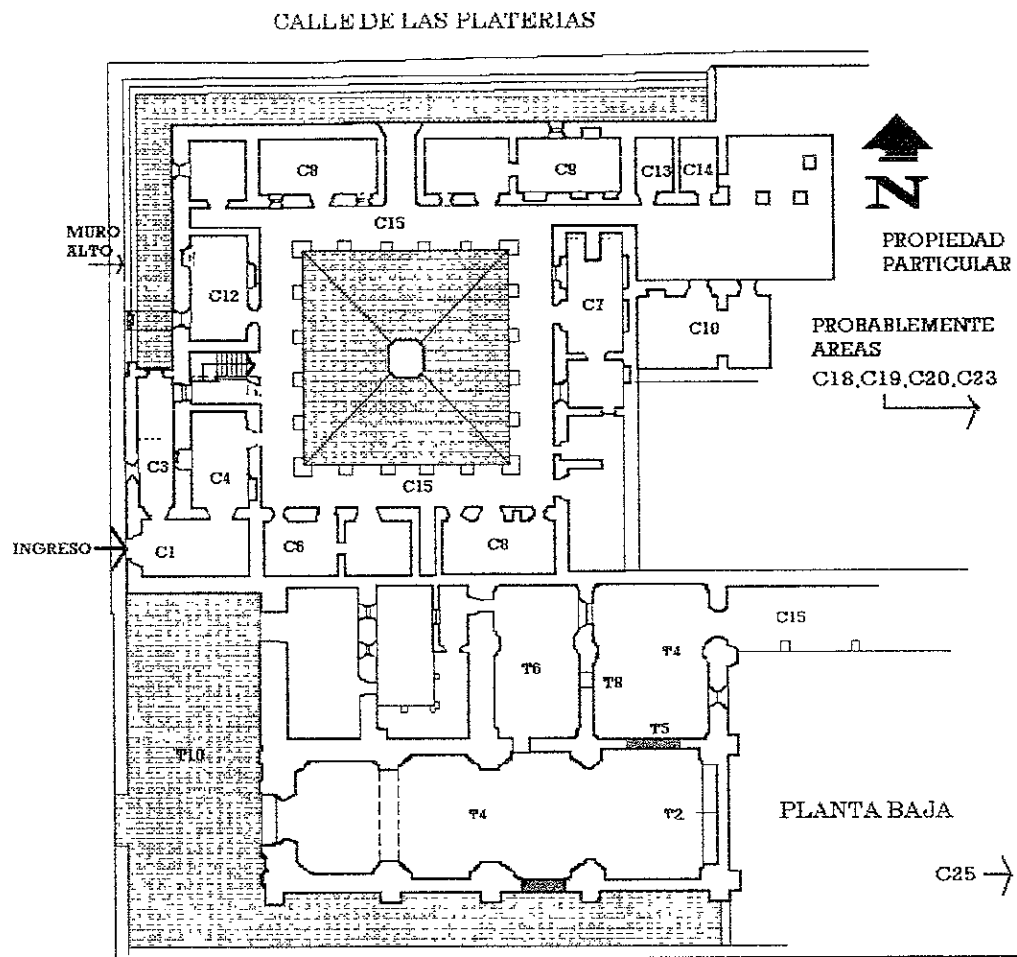 CALLE DE LAS PLATERIAS
C8
C9
C13
C14
N
C15
MURO
ALTO
PROPIEDAD
PARTICULAR
C12
C7
C10
PROBABLEMENTE
AREAS
C18,C19,C20,C23
C3
C4
C15
INGRESO
C1
C6
C8
C15
T6
T4
T8
T5
T10
T4
T2
PLANTA BAJA
C25